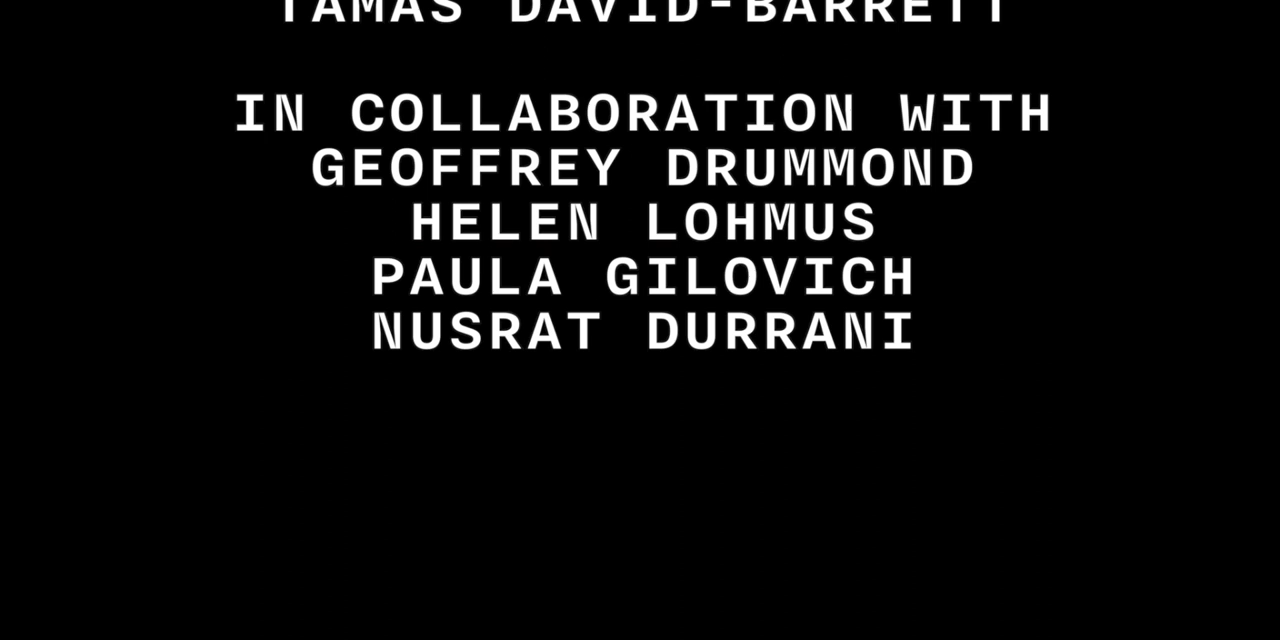 TAMAS DAVID-BARRETT
IN COLLABORATION WITH
GEOFFREY DRUMMOND
HELEN LOHMUS
PAULA GILOVICH
NUSRAT DURRANI